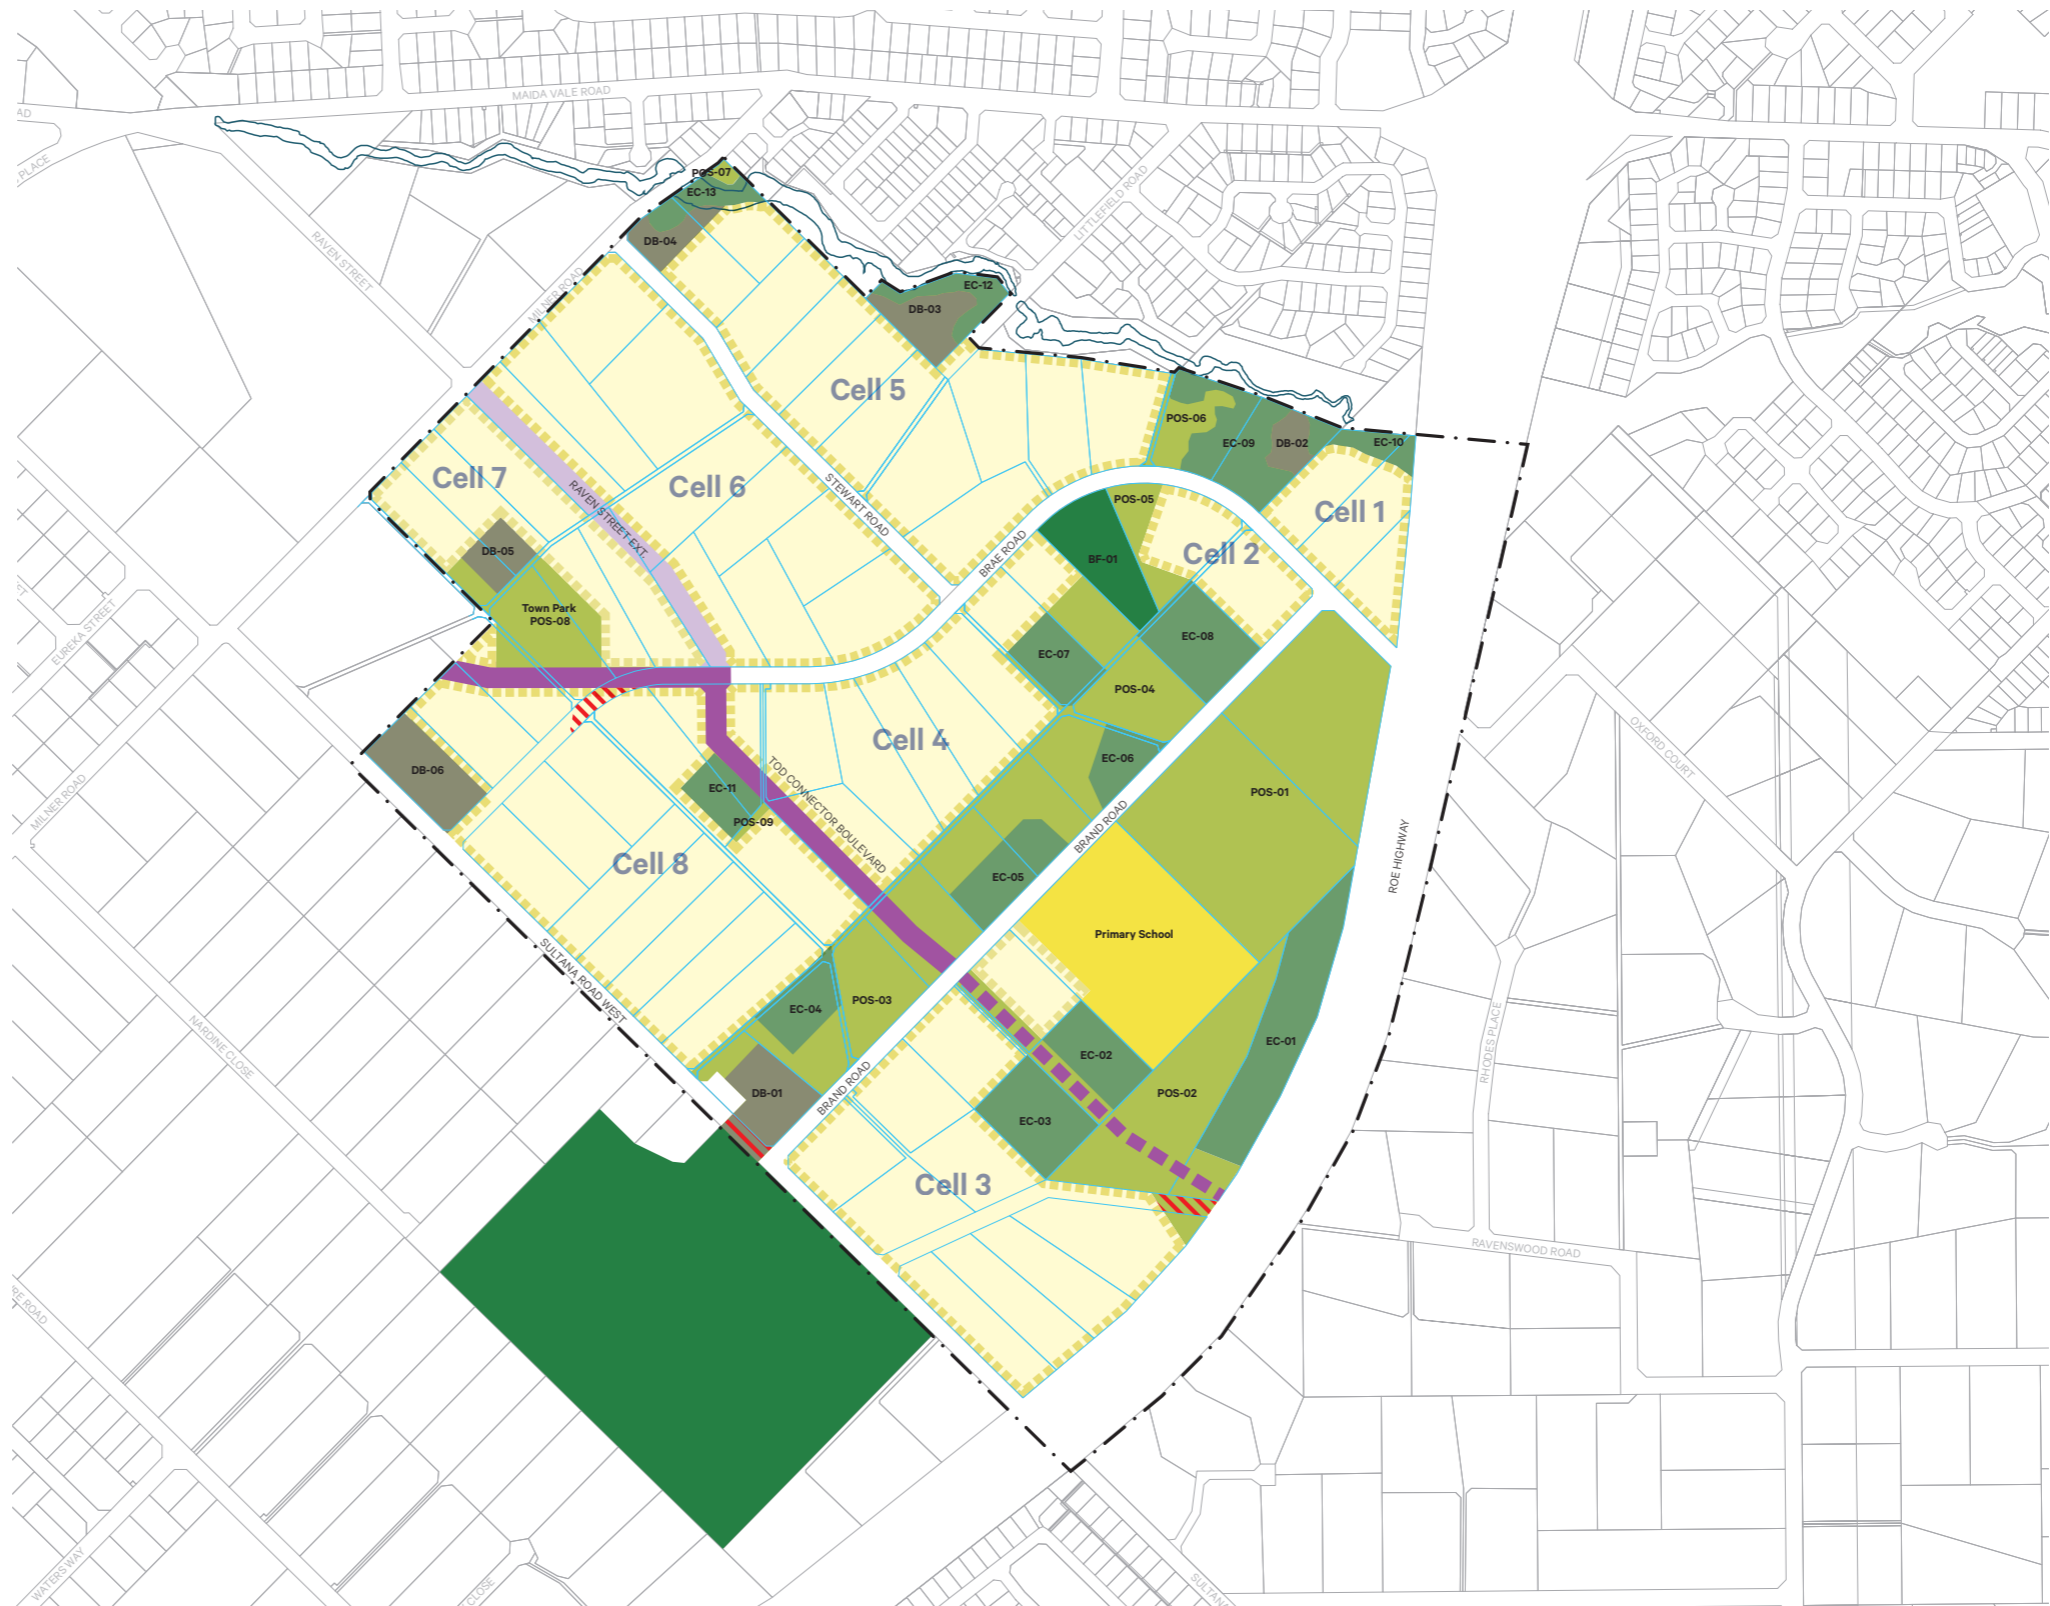 MAIDA VALE ROAD
AD
PLACE
RAVEN STREET
MILNER ROAD
LITTLEFIELD ROAD
POS-07
EC-13
DB-04
EC-12
DB-03
Cell 5
POS-06
EC-09
DB-02
EC-10
Cell 7
Cell 6
RAVEN STREET EXT.
STEWART ROAD
BRAE ROAD
POS-05
Cell 1
Cell 2
BF-01
DB-05
Town Park
POS-08
EUREKA STREET
EC-07
EC-08
POS-04
Cell 4
EC-06
DB-06
EC-11
POS-09
TOD CONNECTOR BOULEVARD
MILNER ROAD
BRAND ROAD
POS-01
ROE HIGHWAY
OXFORD COURT
Cell 8
EC-05
Primary School
SULTANA ROAD WEST
EC-04
POS-03
NARDINE CLOSE
EC-02
EC-01
RHODES PLACE
DB-01
BRAND ROAD
POS-02
EC-03
Cell 3
RAVENSWOOD ROAD
RE ROAD
WATERS WAY
CLOSE
SULTAN